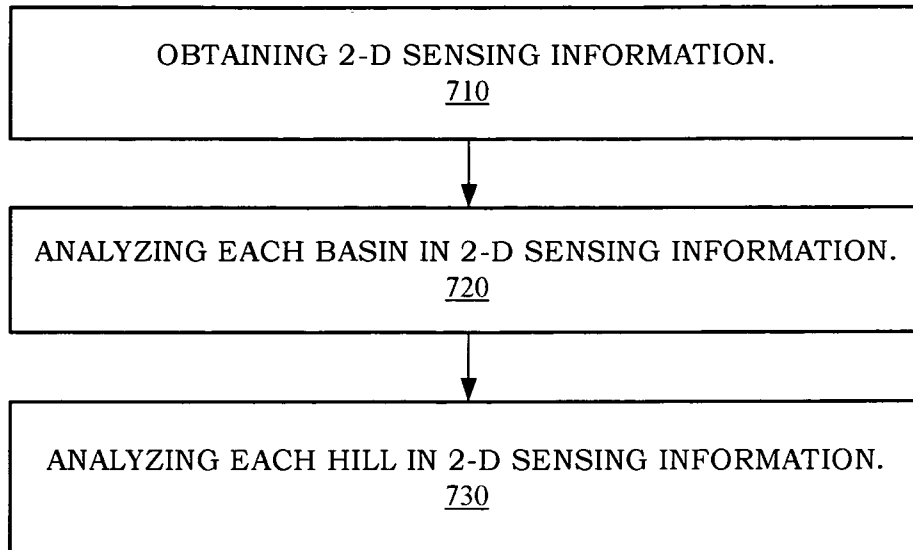 OBTAINING 2-D SENSING INFORMATION.
710
ANALYZING EACH BASIN IN 2-D SENSING INFORMATION.
720
ANALYZING EACH HILL IN 2-D SENSING INFORMATION.
730